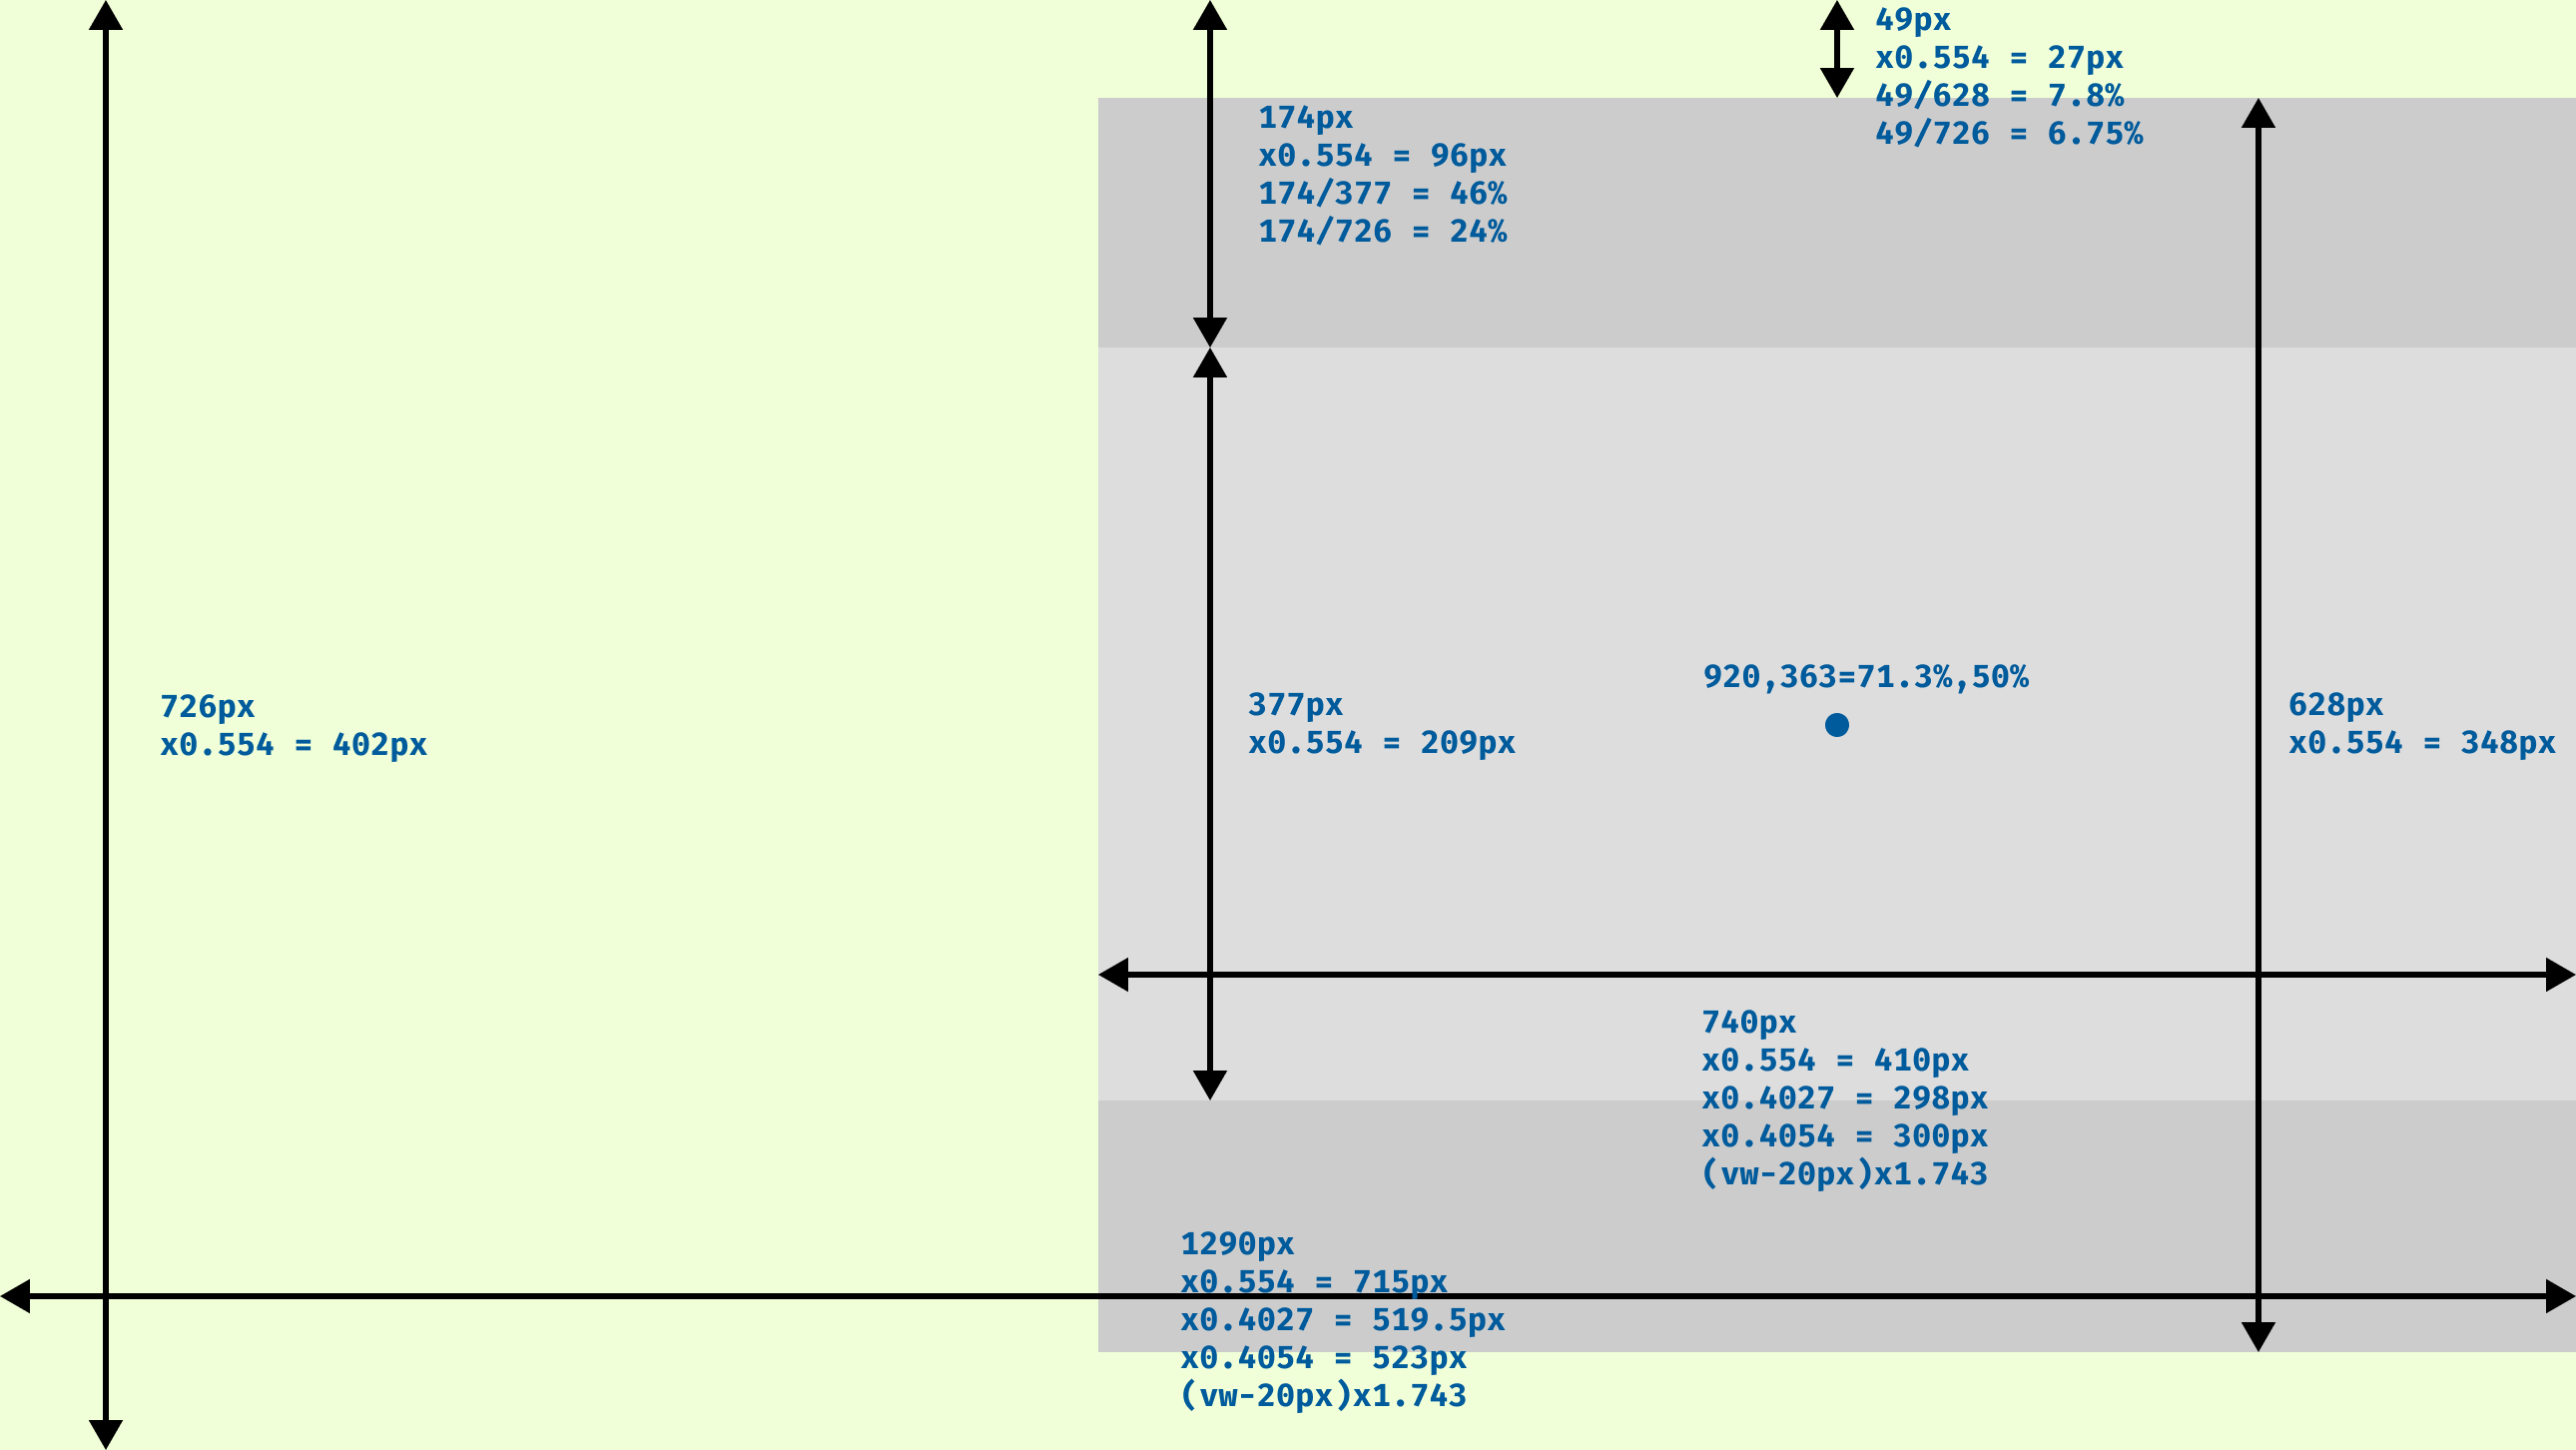 49px
x0.554 = 27px
49/628 = 7.8%
49/726 = 6.75%
174px
x0.554 = 96px
174/377 = 46%
174/726 = 24%
726px
x0.554 = 402px
377px
x0.554 = 209px
920,363=71.3%,50%
628px
x0.554 = 348px
740px
x0.554 = 410px
x0.4027 = 298px
x0.4054 = 300px
(vw-20px)x1.743
1290px
x0.554 = 715px
x0.4027 = 519.5px
x0.4054 = 523px
(vw-20px)x1.743